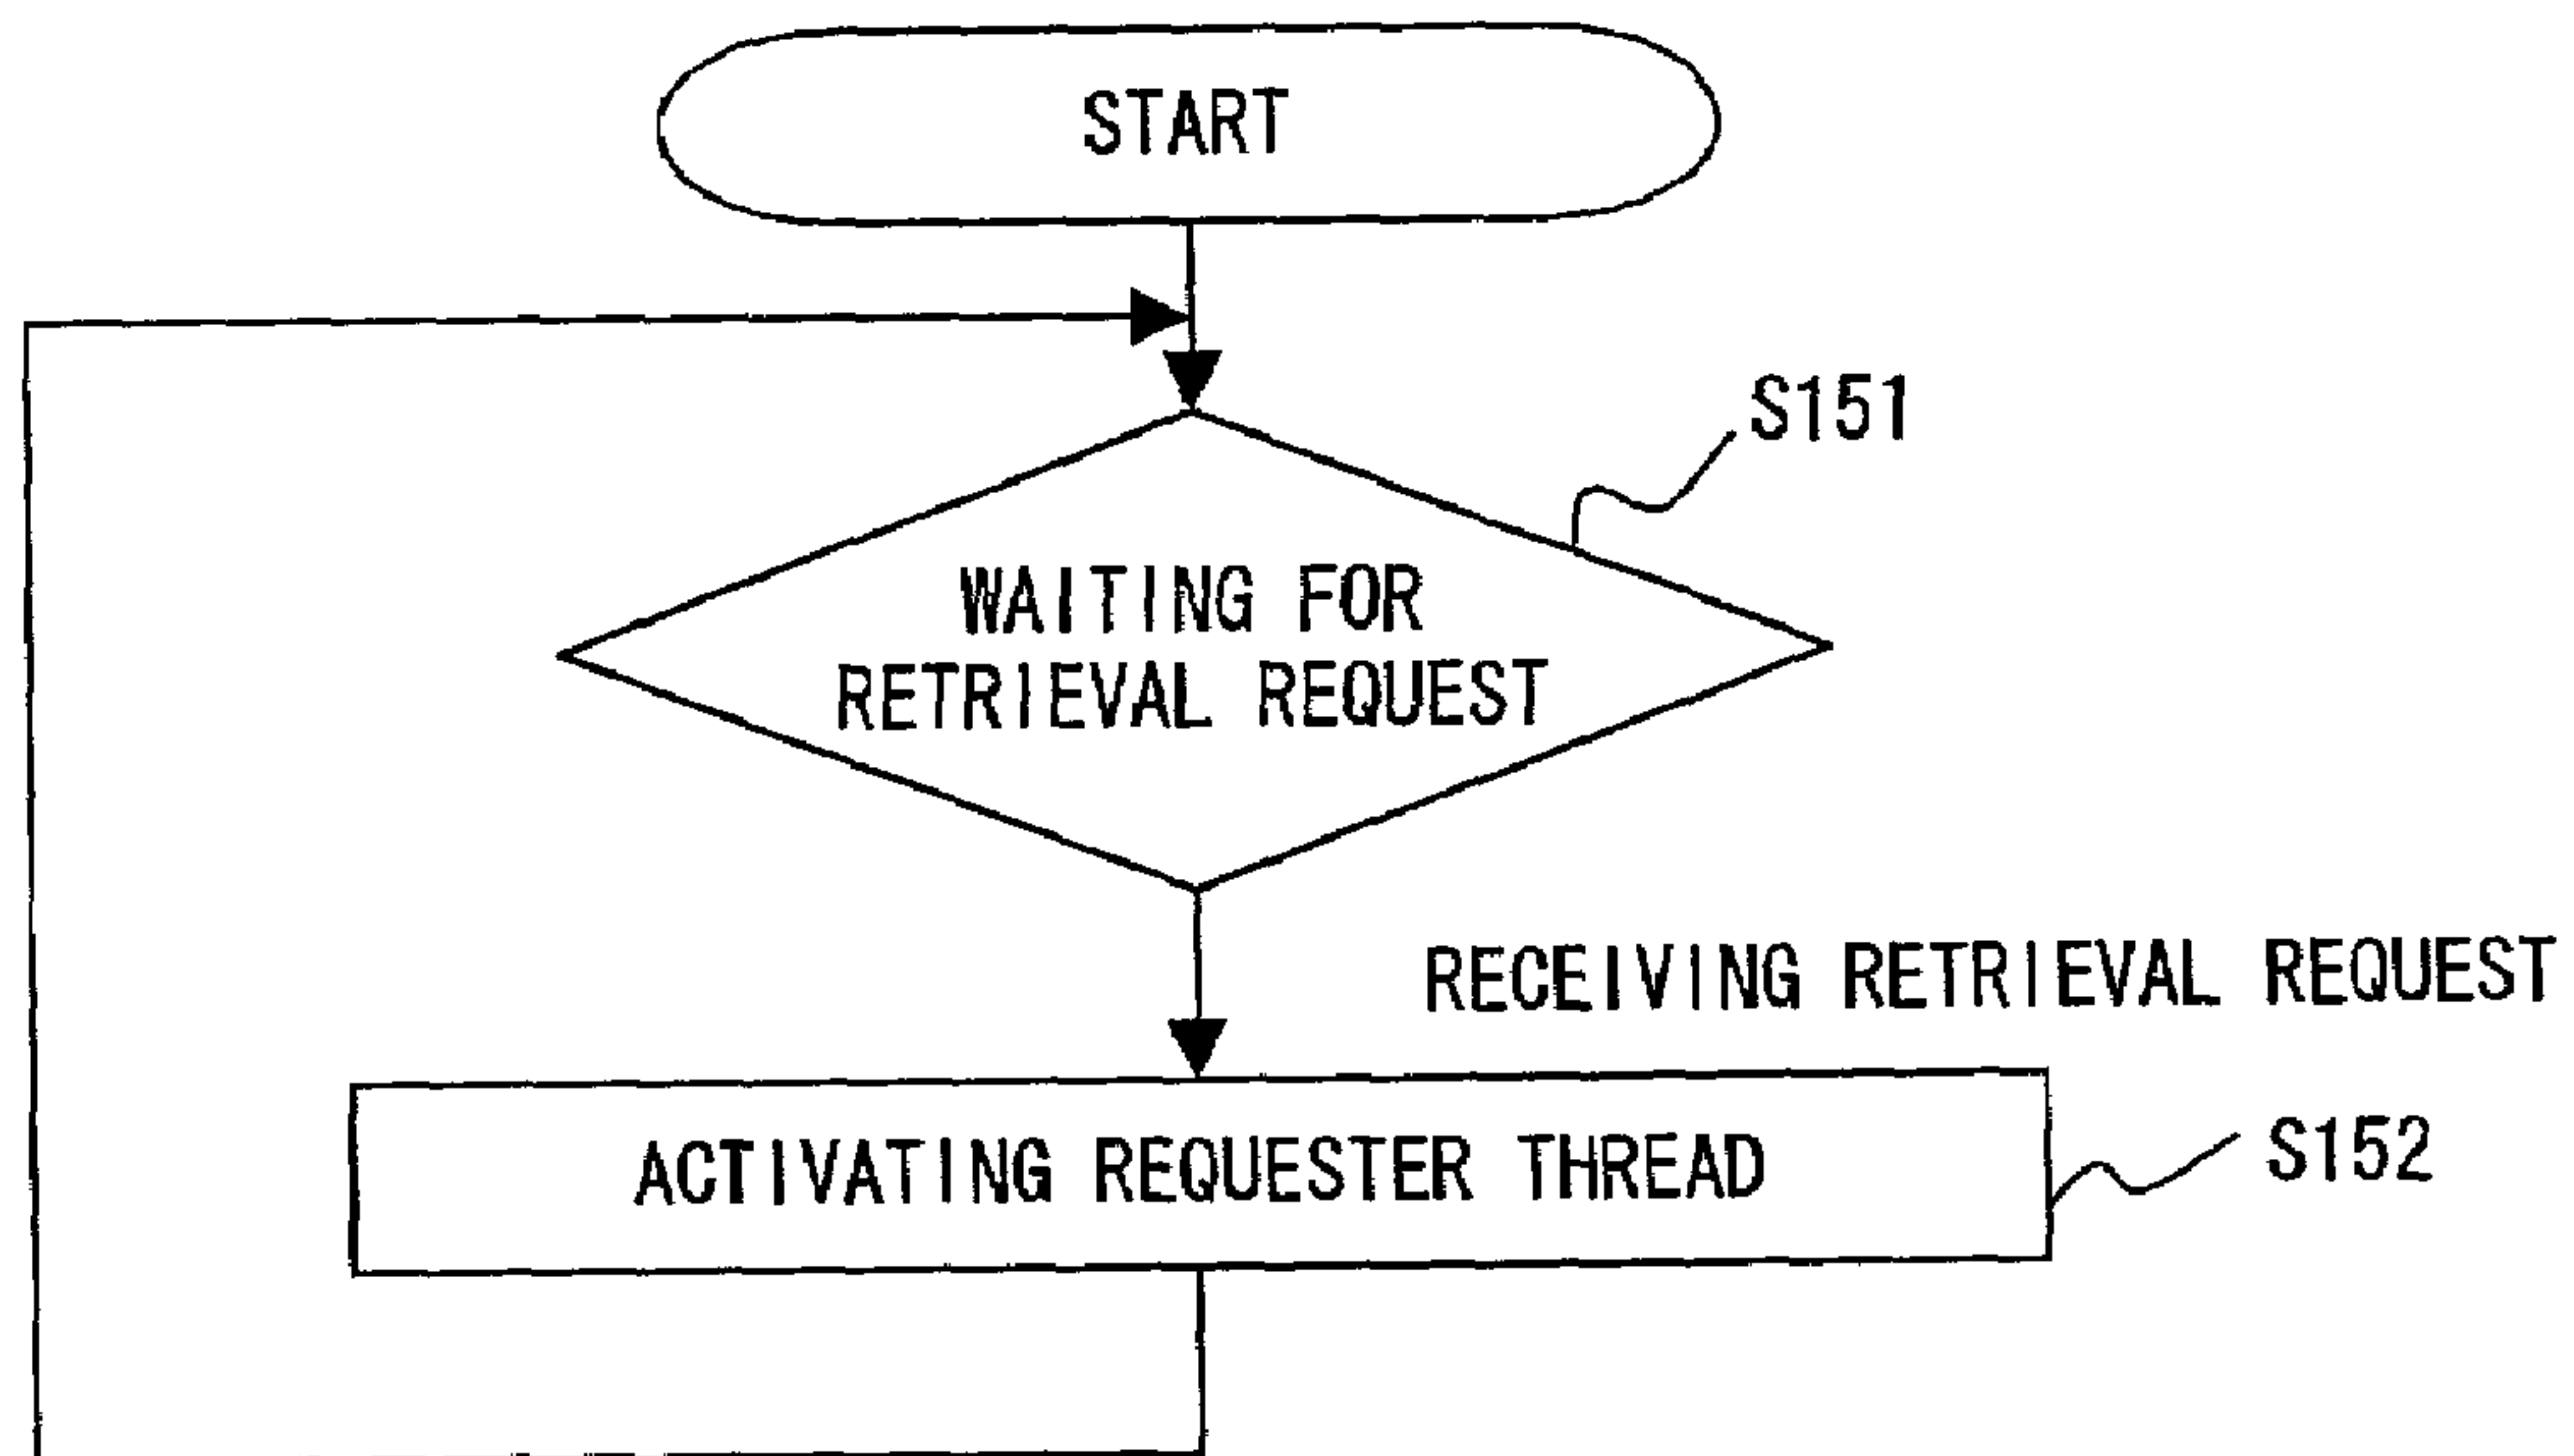 START
S151
WAITING FOR
RETRIEVAL REQUEST
RECEIVING RETRIEVAL REQUEST
ACTIVATING REQUESTER THREAD
S152